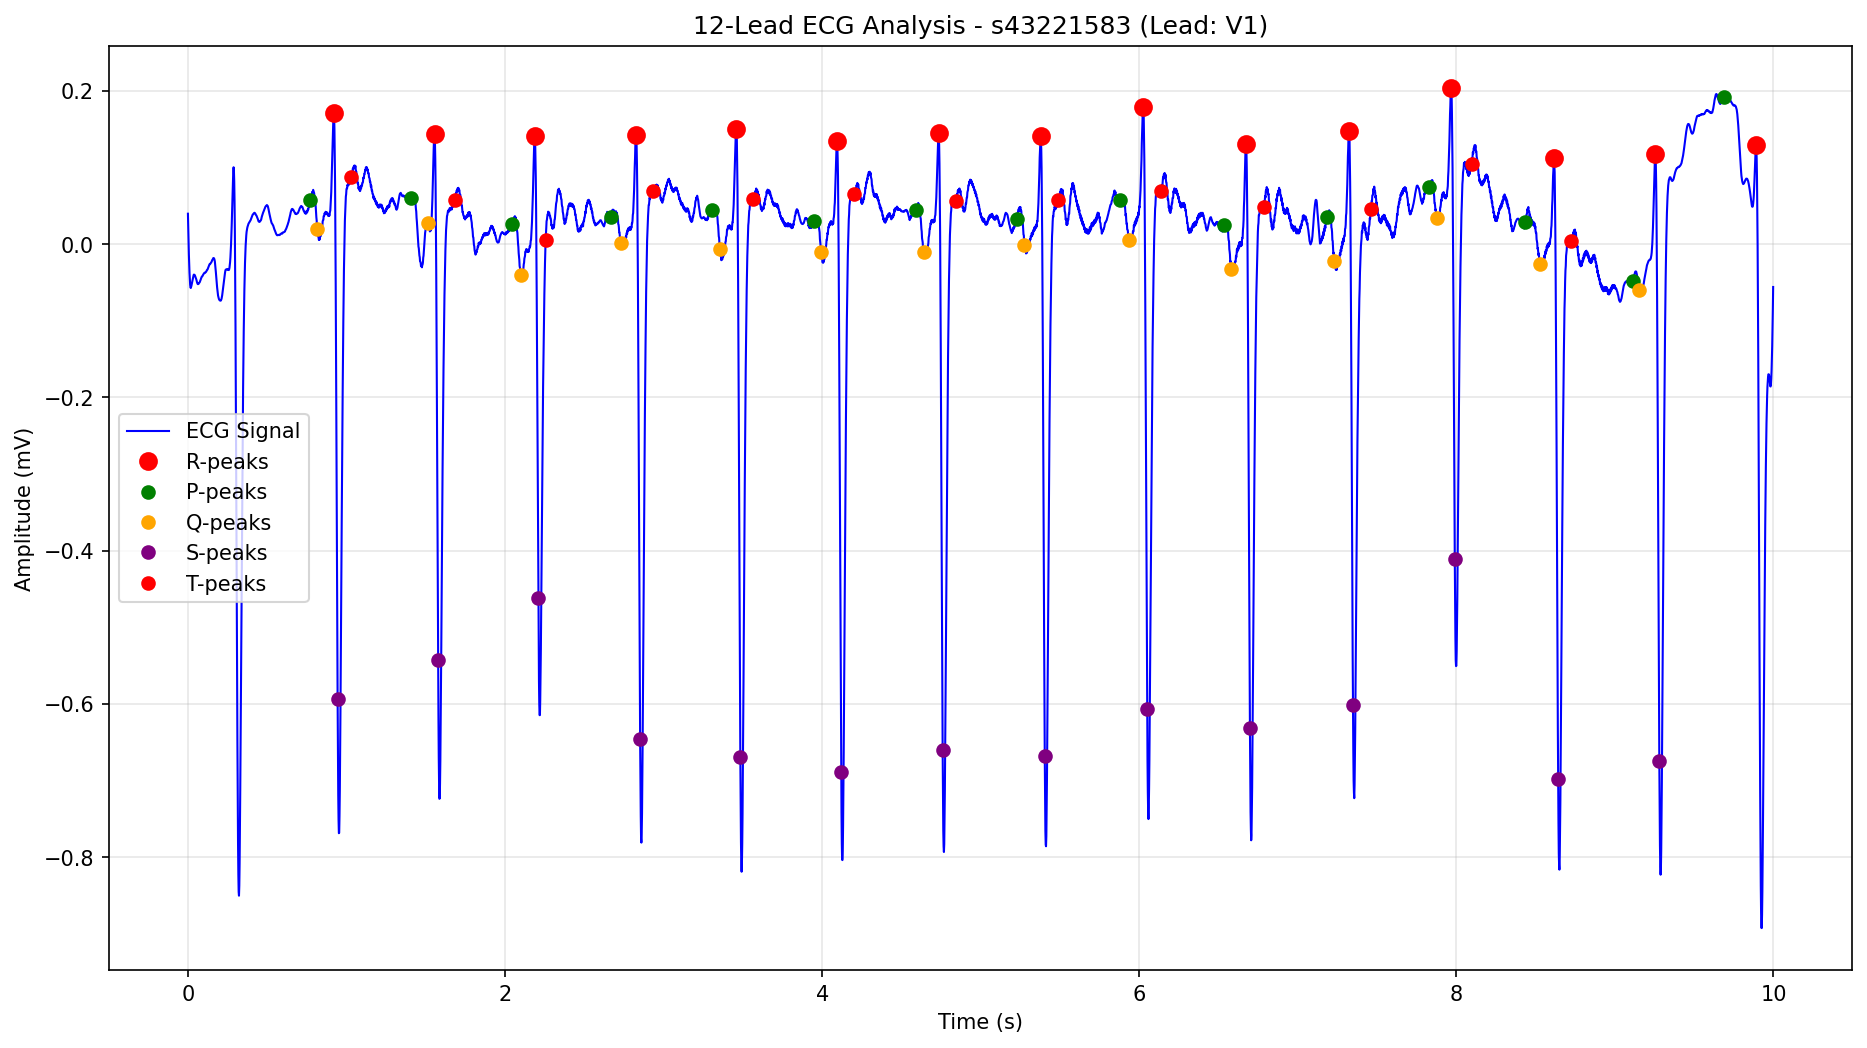 12-Lead ECG Analysis - s43221583 (Lead: V1)
Amplitude (mV)
0.2
0.0
−0.2
−0.4
−0.6
−0.8
ECG Signal
R-peaks
P-peaks
Q-peaks
S-peaks
T-peaks
0 2 4 6 8 10
Time (s)